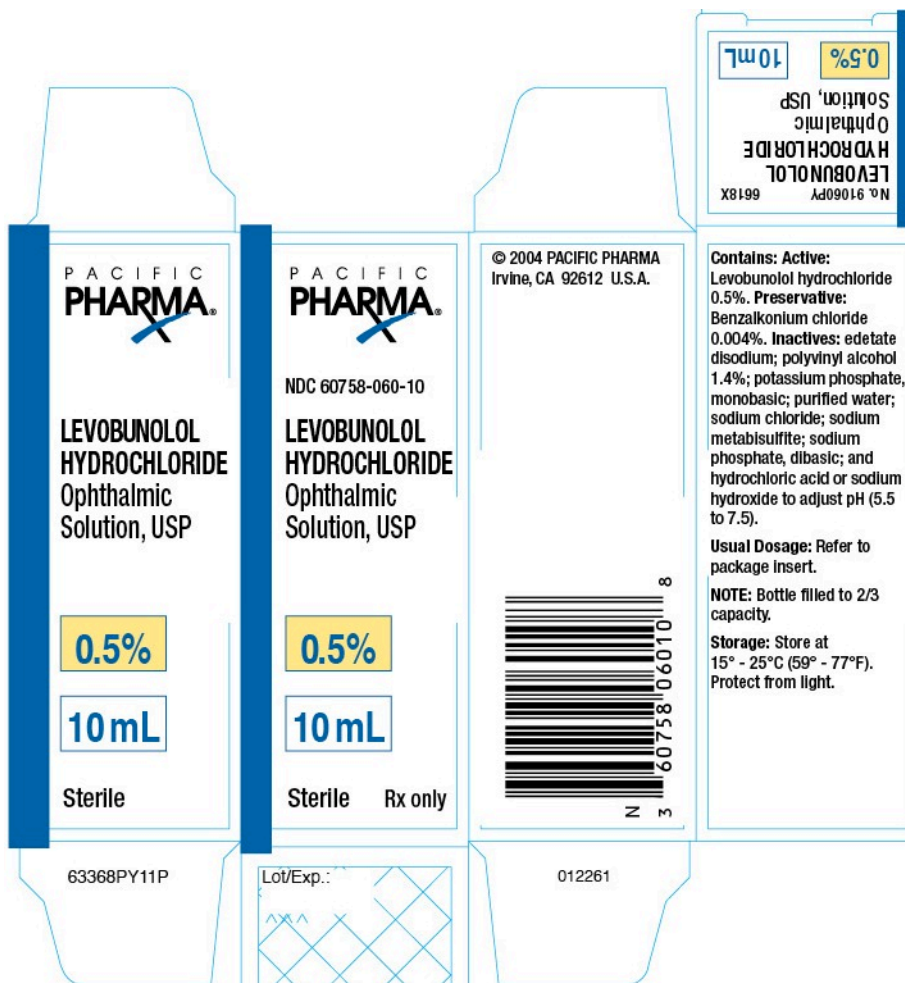 PACIFIC
PHARMA®
LEVOBUNOLOL
HYDROCHLORIDE
Ophthalmic
Solution, USP
0.5%
10 mL
Sterile
63368PY11P
PACIFIC
PHARMA®
NDC 60758-060-10
LEVOBUNOLOL
HYDROCHLORIDE
Ophthalmic
Solution, USP
0.5%
10 mL
Sterile Rx only
Lot/Exp.:
© 2004 PACIFIC PHARMA
Irvine, CA 92612 U.S.A.
N
3 60758 06010 8
012261
No. 91060PY 6618X
LEVOBUNOLOL
HYDROCHLORIDE
Ophthalmic
Solution, USP
0.5% 10 mL
Contains: Active:
Levobunolol hydrochloride
0.5%. Preservative:
Benzalkonium chloride
0.004%. Inactives: edetate
disodium; polyvinyl alcohol
1.4%; potassium phosphate,
monobasic; purified water;
sodium chloride; sodium
metabisulfite; sodium
phosphate, dibasic; and
hydrochloric acid or sodium
hydroxide to adjust pH (5.5
to 7.5).
Usual Dosage: Refer to
package insert.
NOTE: Bottle filled to 2/3
capacity.
Storage: Store at
15° - 25°C (59° - 77°F).
Protect from light.